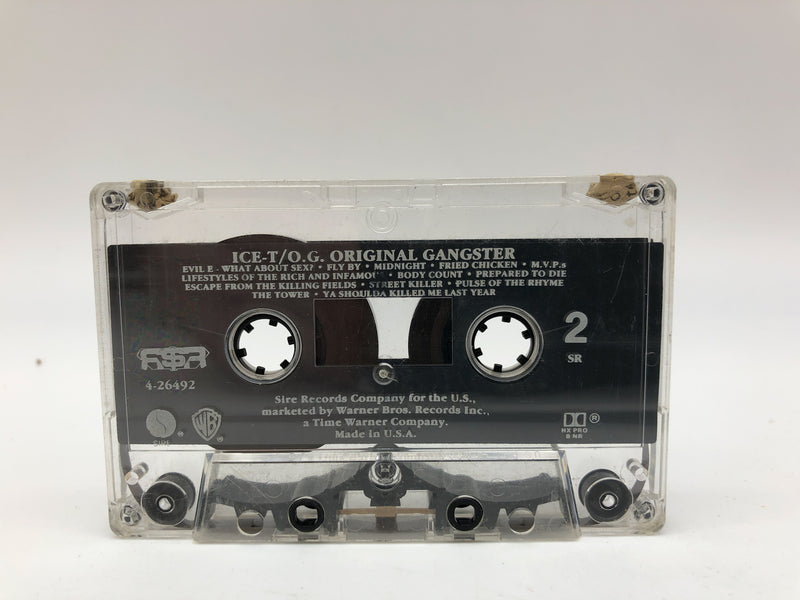 ICE-T/O.G. ORIGINAL GANGSTER
EVIL E - WHAT ABOUT SEX? • FLY BY • MIDNIGHT • FRIED CHICKEN • M.V.P.s
LIFESTYLES OF THE RICH AND INFAMOUS • BODY COUNT • PREPARED TO DIE
ESCAPE FROM THE KILLING FIELDS • STREET KILLER • PULSE OF THE RHYME
THE TOWER • YA SHOULDA KILLED ME LAST YEAR
2
SR
4-26492
Sire Records Company for the U.S.,
marketed by Warner Bros. Records Inc.,
a Time Warner Company.
Made in U.S.A.
SIRE
WB
HX PRO
B NR